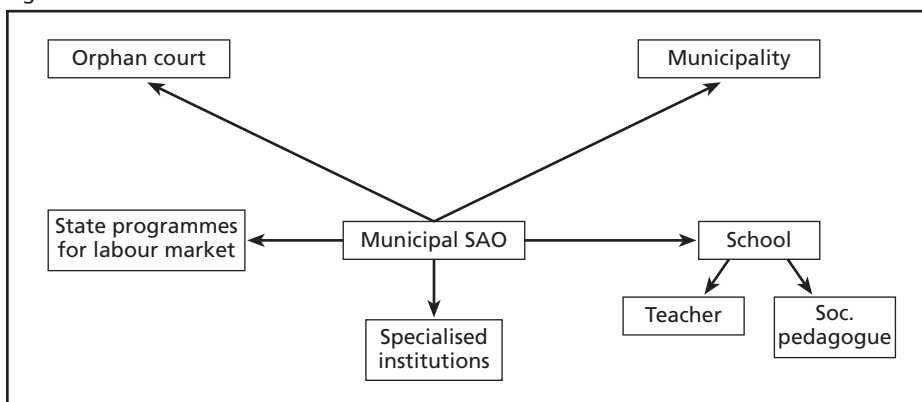 Orphan court
Municipality
State programmes
for labour market
Municipal SAO
School
Teacher
Soc.
pedagogue
Specialised
institutions